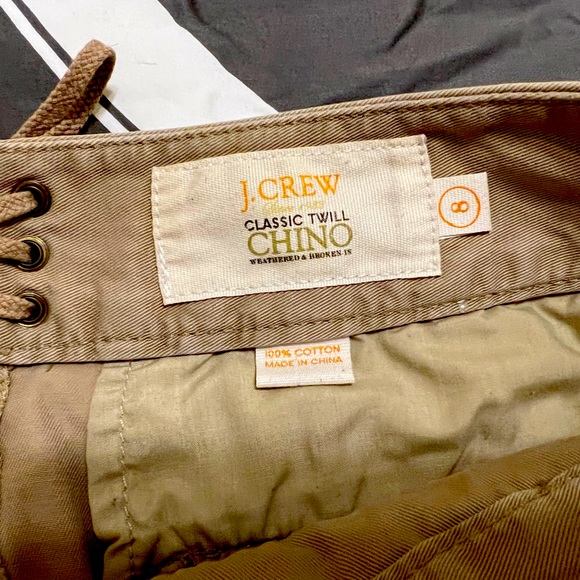 J.CREW
CLASSIC TWILL
CHINO
WEATHERED & BROKEN IN
8
100% COTTON
MADE IN CHINA